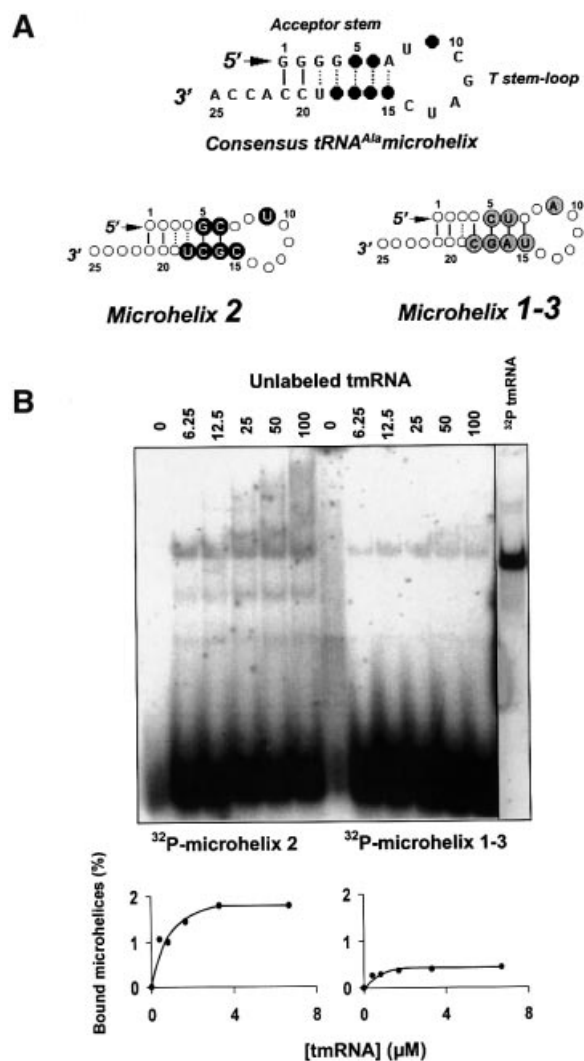 A
Acceptor stem
1 5 10
5' G G G G A U C
G
T stem-loop
3' A C C A C C U C U A
25 20 15
Consensus tRNA^Ala microhelix
1 5 10
5' G C U
3' U C G C
25 20 15
Microhelix 2
1 5 10
5' C U A
3' C G A U
25 20 15
Microhelix 1-3
B
Unlabeled tmRNA
0 6.25 12.5 25 50 100 0 6.25 12.5 25 50 100 ³²P tmRNA
³²P-microhelix 2 ³²P-microhelix 1-3
Bound microhelices (%)
2 2
1 1
0 0
0 4 8 0 4 8
[tmRNA] (µM)